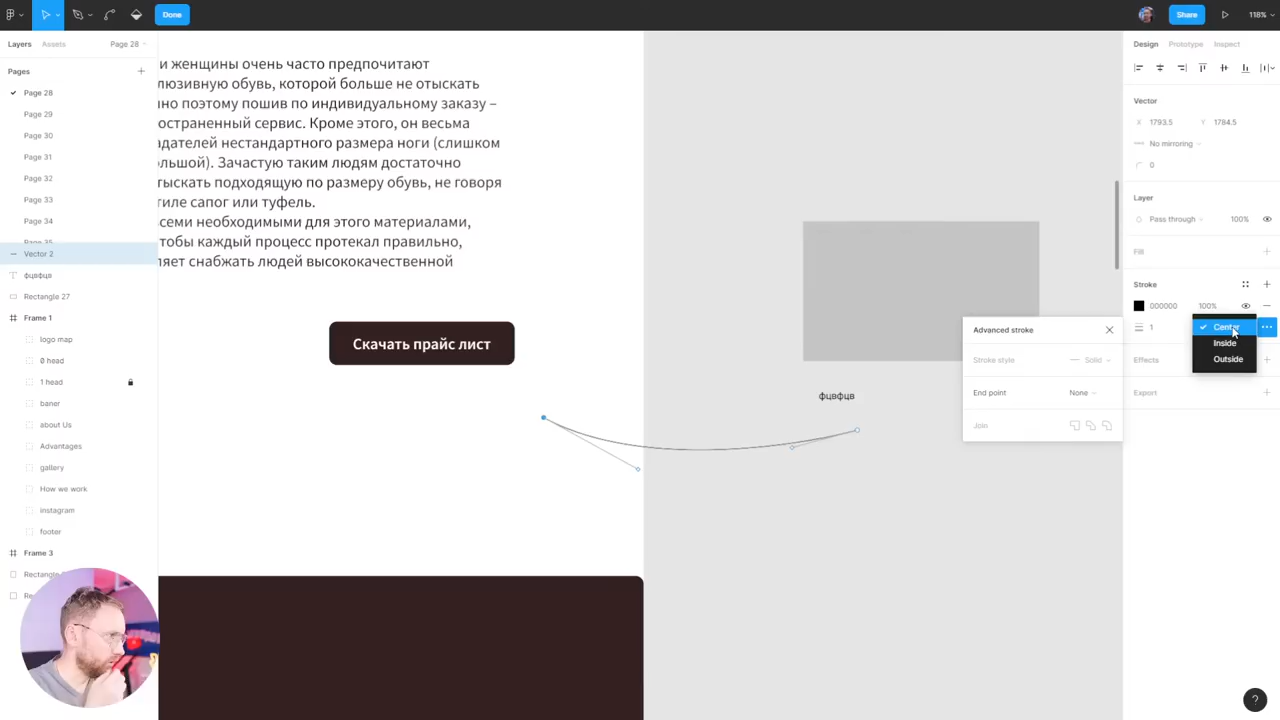 Done
Share
118%
Layers
Assets
Page 28
Pages
Page 28
Page 29
Page 30
Page 31
Page 32
Page 33
Page 34
Vector 2
фцвфцв
Rectangle 27
Frame 1
logo map
0 head
1 head
baner
about Us
Advantages
gallery
How we work
instagram
footer
Frame 3
и женщины очень часто предпочитают
люзивную обувь, которой больше не отыскать
но поэтому пошив по индивидуальному заказу –
остраненный сервис. Кроме этого, он весьма
адателей нестандартного размера ноги (слишком
ольшой). Зачастую таким людям достаточно
тыскать подходящую по размеру обувь, не говоря
тиле сапог или туфель.
всеми необходимыми для этого материалами,
тобы каждый процесс протекал правильно,
ляет снабжать людей высококачественной
Скачать прайс лист
фцвфцв
Advanced stroke
Stroke style
Solid
End point
None
Join
Design
Prototype
Inspect
Vector
X 1793.5
Y 1784.5
No mirroring
0
Layer
Pass through
100%
Fill
Stroke
000000
100%
1
Center
Inside
Outside
Effects
Export
?